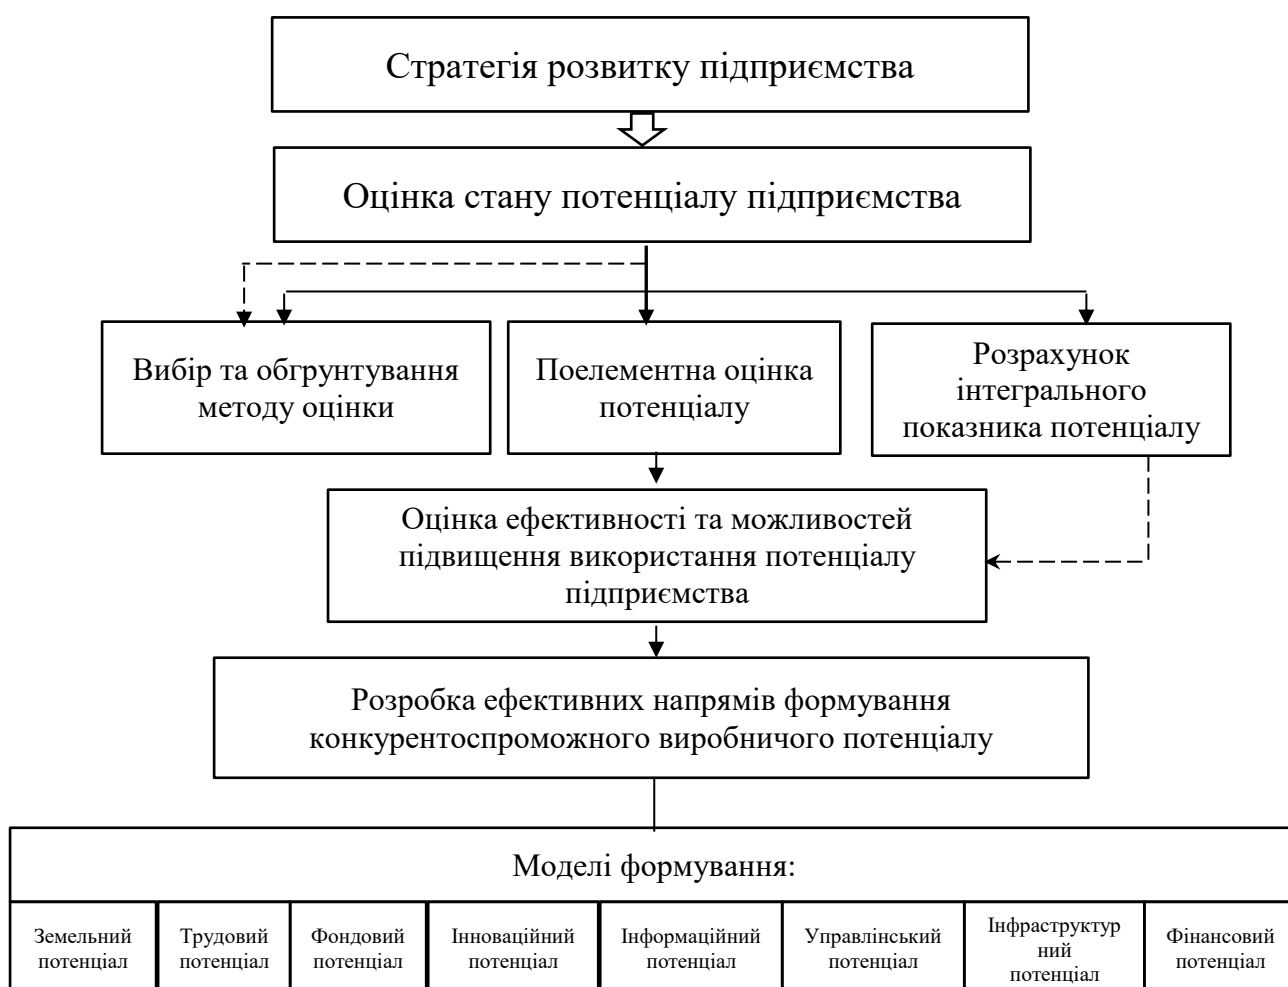 Стратегія розвитку підприємства
Оцінка стану потенціалу підприємства
Вибір та обгрунтування
методу оцінки
Поелементна оцінка
потенціалу
Розрахунок
інтегрального
показника потенціалу
Оцінка ефективності та можливостей
підвищення використання потенціалу
підприємства
Розробка ефективних напрямів формування
конкурентоспроможного виробничого потенціалу
Моделі формування:
Земельний
потенціал
Трудовий
потенціал
Фондовий
потенціал
Інноваційний
потенціал
Інформаційний
потенціал
Управлінський
потенціал
Інфраструктур
ний
потенціал
Фінансовий
потенціал